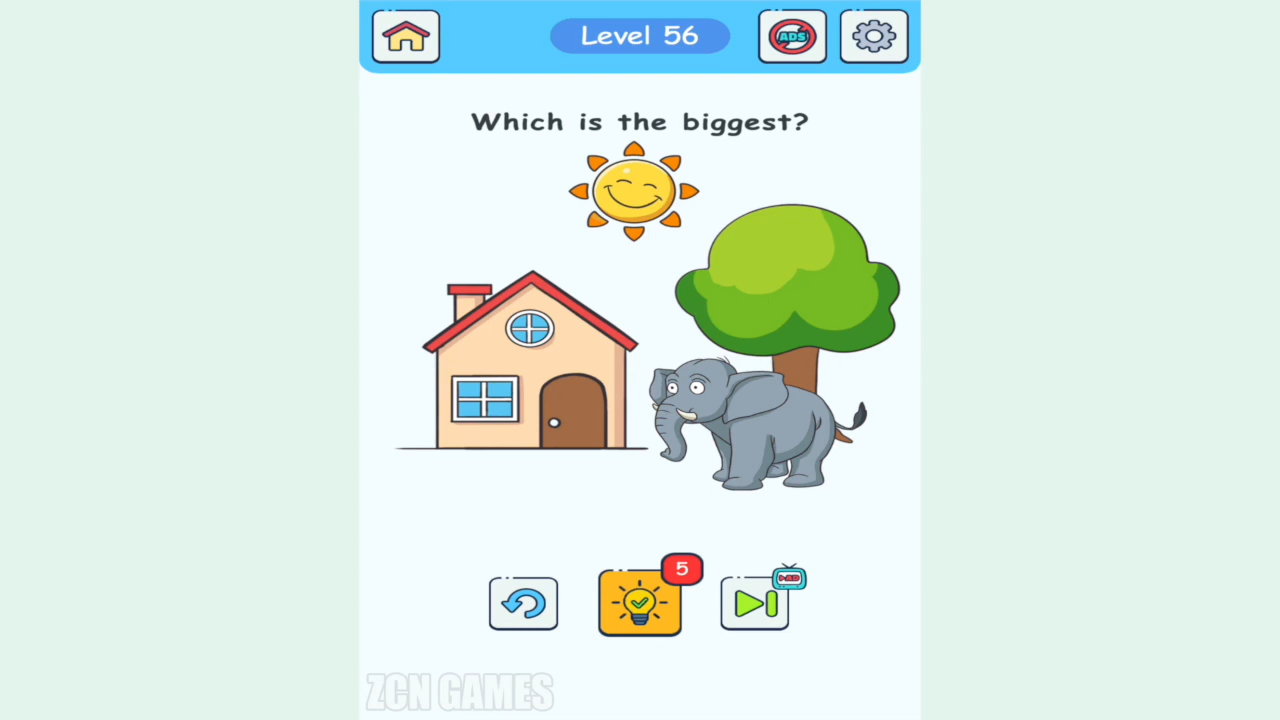 Level 56
ADS
Which is the biggest?
5
AD
ZCN GAMES